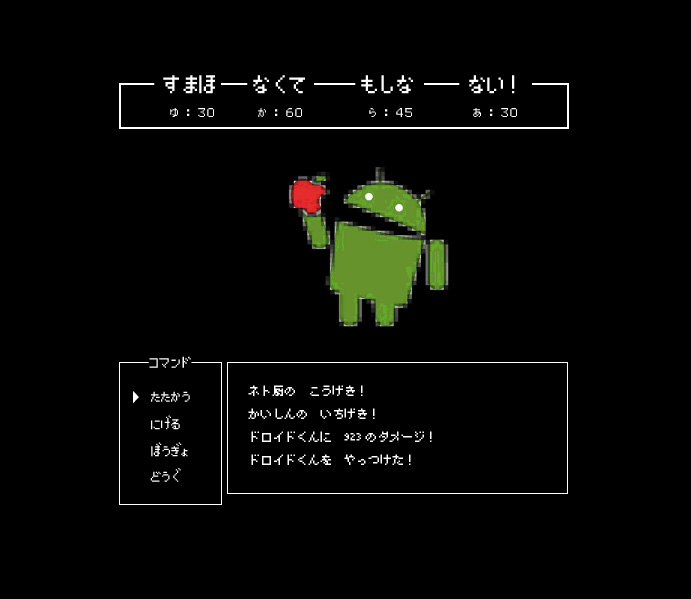 すまほ なくて もしな ない！
ゆ：30 か：60 ら：45 あ：30
コマンド
たたかう
にげる
ぼうぎょ
どうぐ
ネト厨の こうげき！
かいしんの いちげき！
ドロイドくんに 923のダメージ！
ドロイドくんを やっつけた！